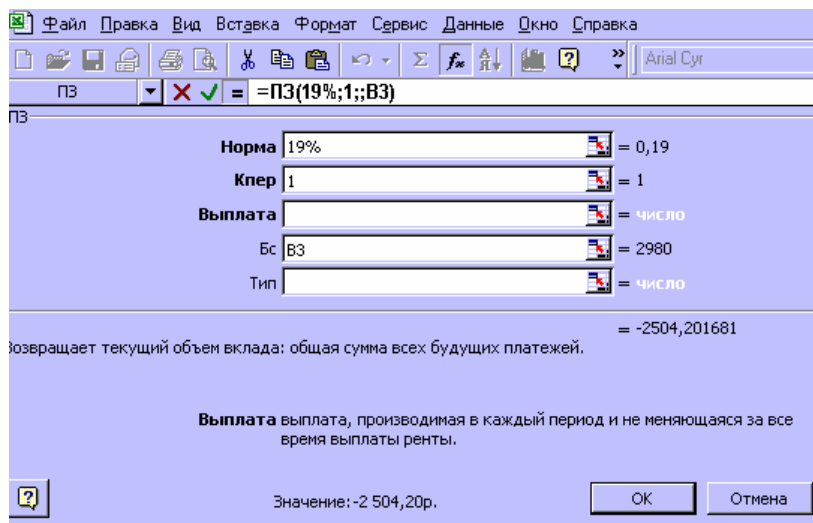 Файл Правка Вид Вставка Формат Сервис Данные Окно Справка
Arial Cyr
ПЗ = =ПЗ(19%;1;;B3)
ПЗ
Норма 19% = 0,19
Кпер 1 = 1
Выплата = число
Бс B3 = 2980
Тип = число
= -2504,201681
Возвращает текущий объем вклада: общая сумма всех будущих платежей.
Выплата выплата, производимая в каждый период и не меняющаяся за все
время выплаты ренты.
Значение:-2 504,20р.
OK
Отмена